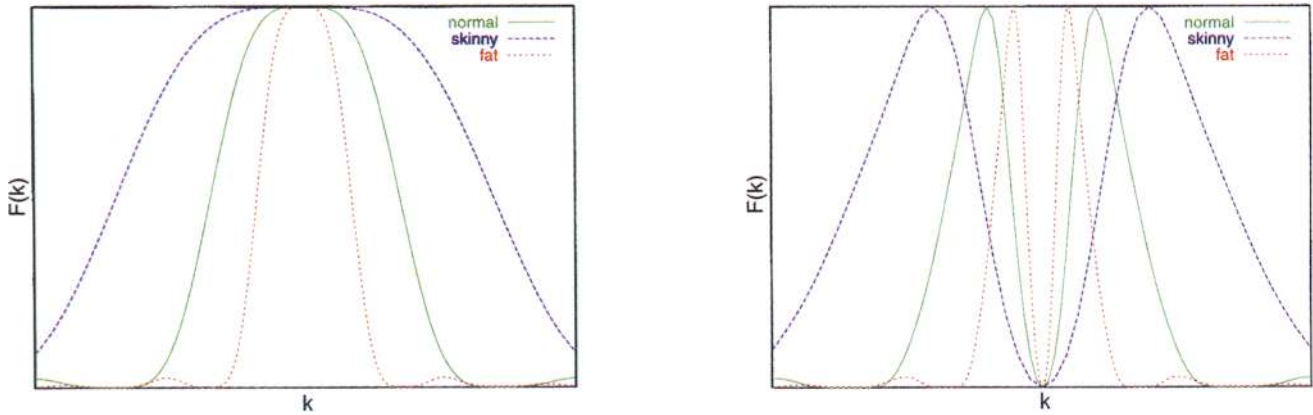 normal
skinny
fat
F(k)
k
normal
skinny
fat
F(k)
k